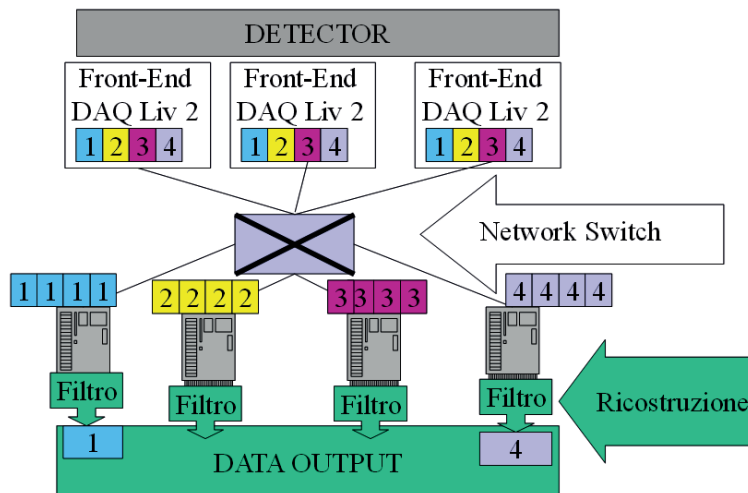 DETECTOR
Front-End
DAQ Liv 2
1 2 3 4
Front-End
DAQ Liv 2
1 2 3 4
Front-End
DAQ Liv 2
1 2 3 4
Network Switch
1 1 1 1
2 2 2 2
3 3 3 3
4 4 4 4
Filtro
Filtro
Filtro
Filtro
Ricostruzione
1
4
DATA OUTPUT